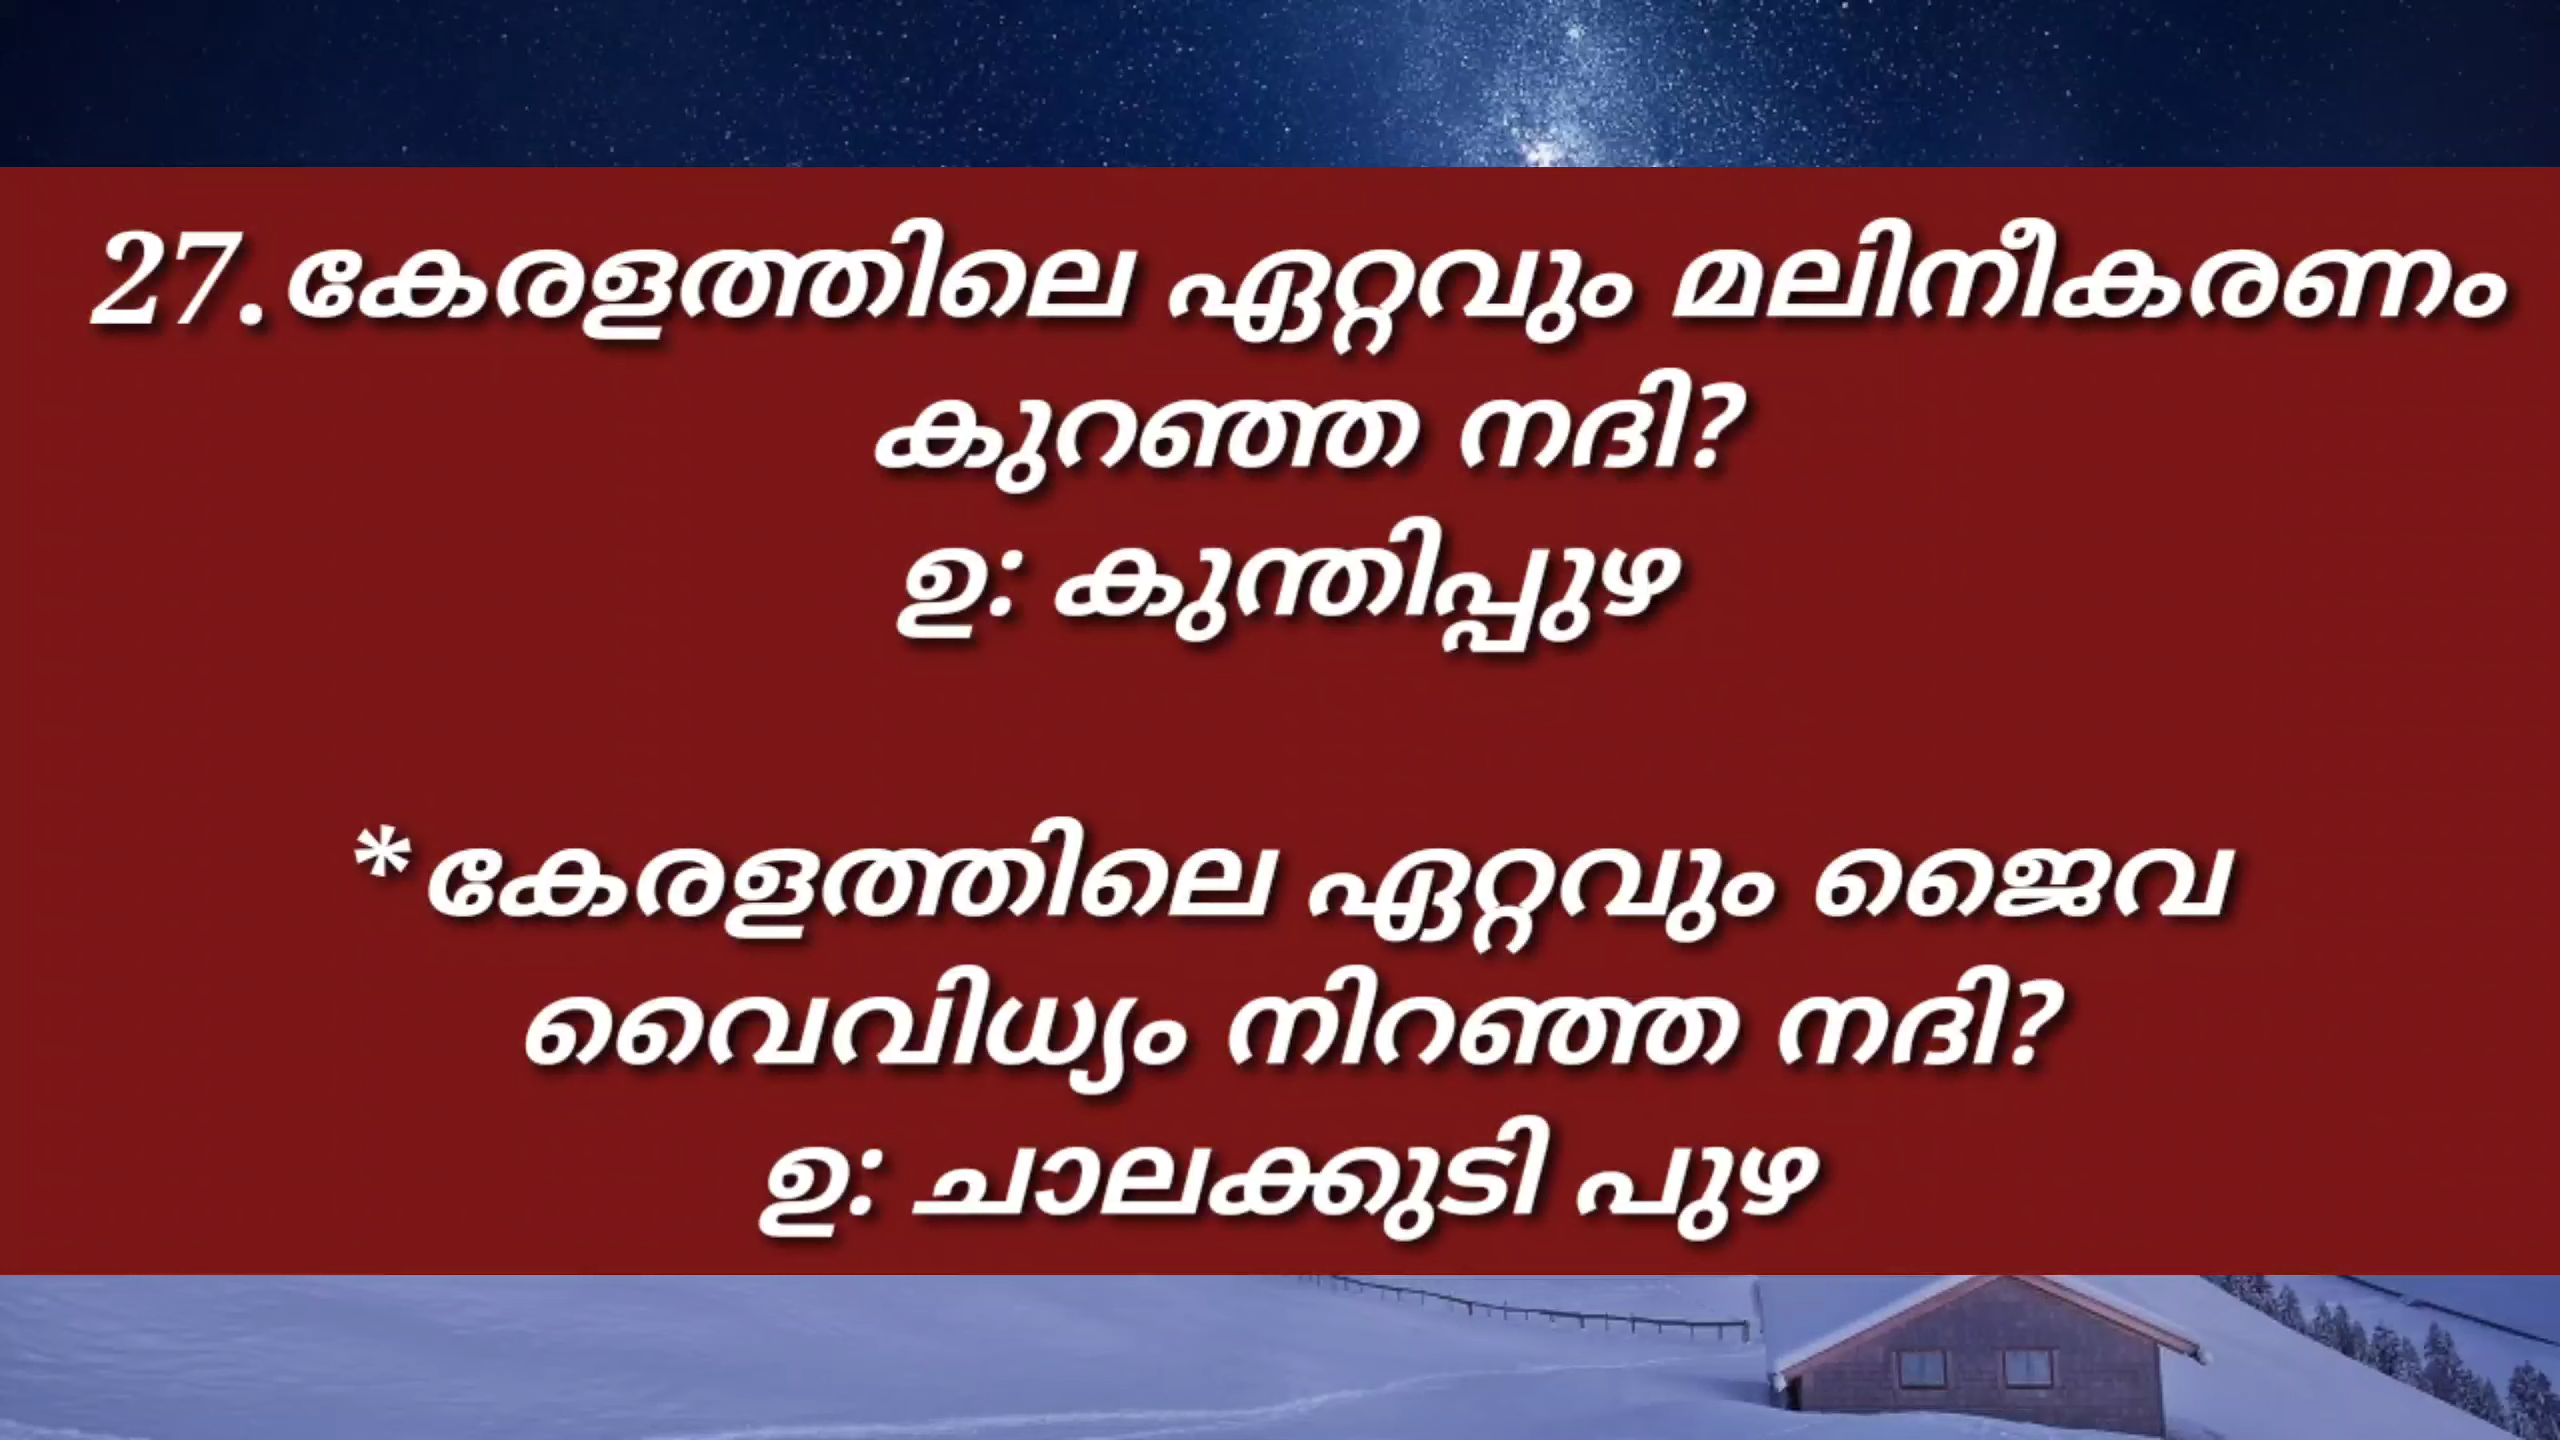 27.കേരളത്തിലെ ഏറ്റവും മലിനീകരണം
കുറഞ്ഞ നദി?
ഉ: കുന്തിപ്പുഴ
*കേരളത്തിലെ ഏറ്റവും ജൈവ
വൈവിധ്യം നിറഞ്ഞ നദി?
ഉ: ചാലക്കുടി പുഴ